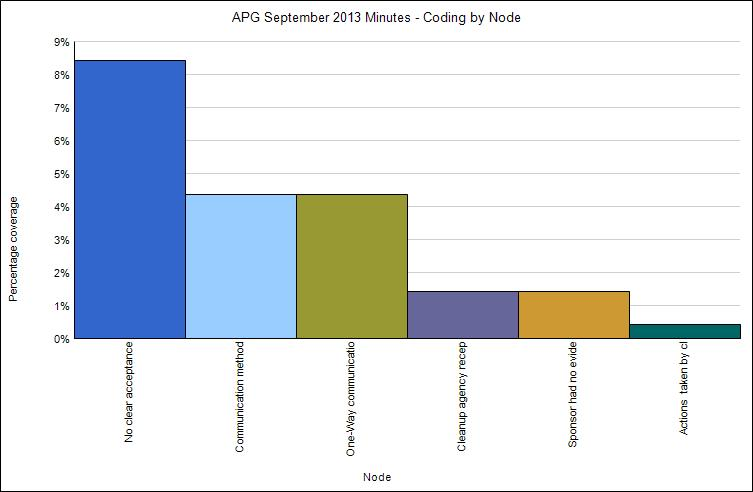 APG September 2013 Minutes - Coding by Node
Percentage coverage
9%
8%
7%
6%
5%
4%
3%
2%
1%
0%
No clear acceptance
Communication method
One-Way communicatio
Cleanup agency recep
Sponsor had no evide
Actions taken by cl
Node